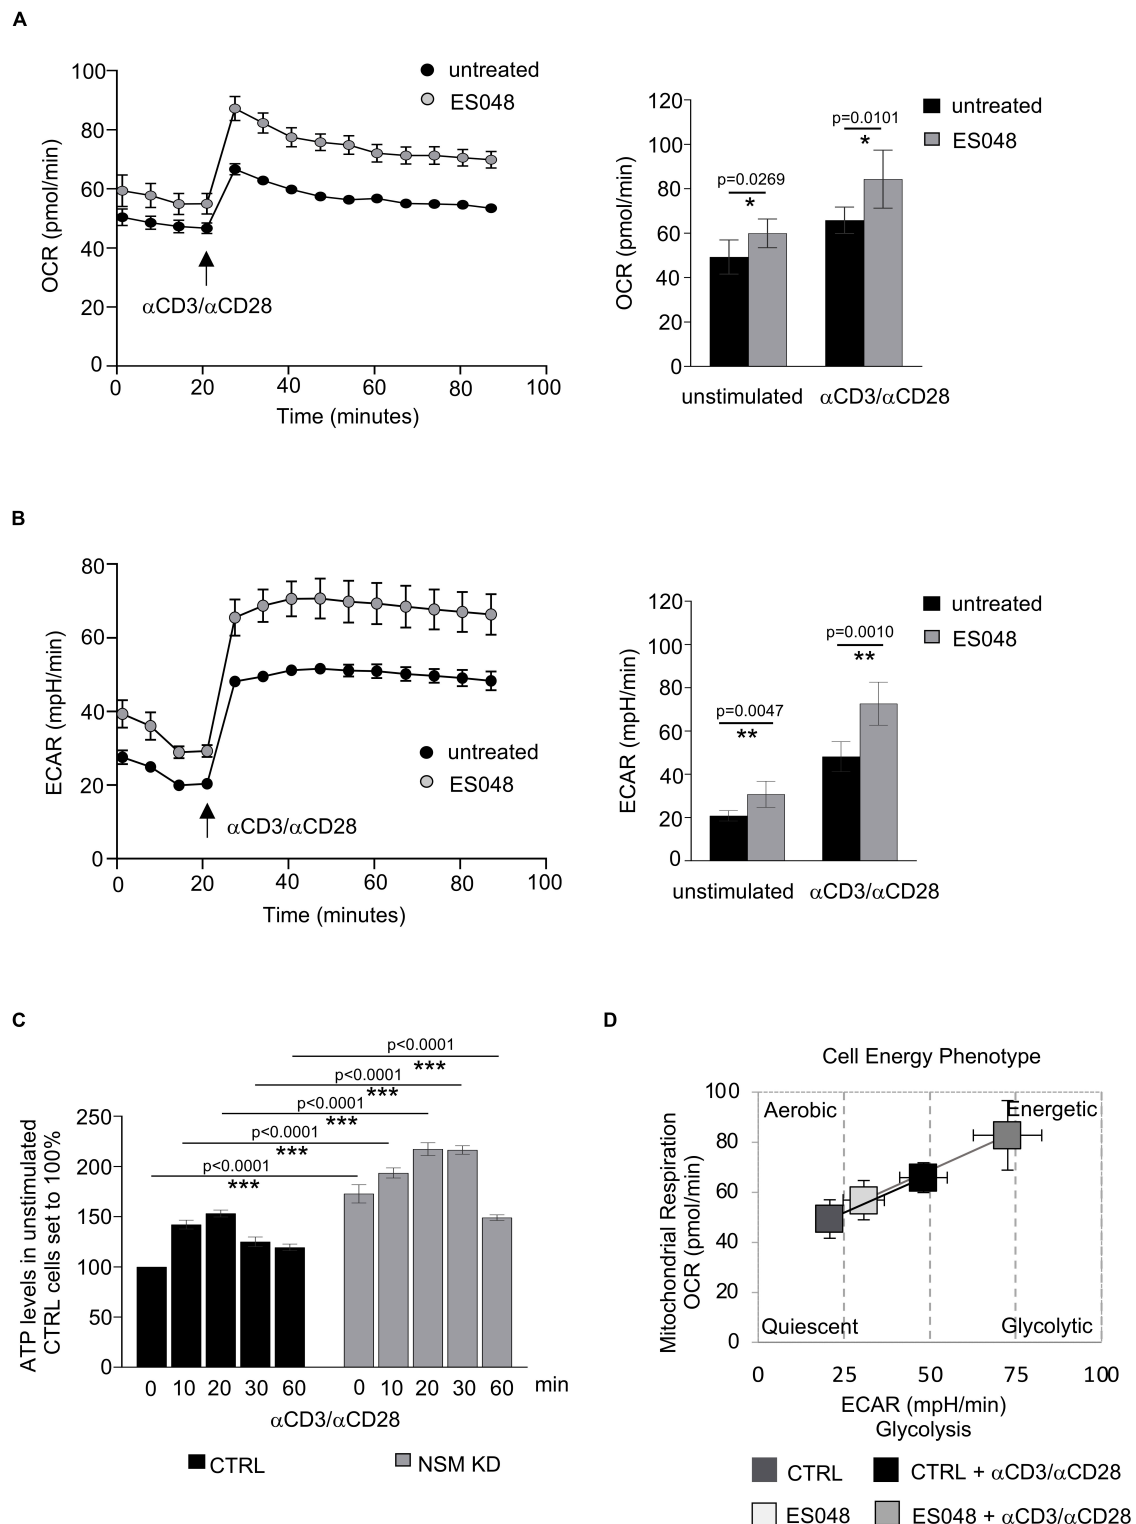 A
untreated
ES048
100
80
60
40
20
0
OCR (pmol/min)
αCD3/αCD28
0 20 40 60 80 100
Time (minutes)
untreated
ES048
120
100
80
60
40
20
0
OCR (pmol/min)
p=0.0269
*
p=0.0101
*
unstimulated αCD3/αCD28
B
80
60
40
20
0
ECAR (mpH/min)
untreated
ES048
αCD3/αCD28
0 20 40 60 80 100
Time (minutes)
untreated
ES048
120
100
80
60
40
20
0
ECAR (mpH/min)
p=0.0047
**
p=0.0010
**
unstimulated αCD3/αCD28
C
p<0.0001
***
p<0.0001
***
p<0.0001
***
p<0.0001
***
p<0.0001
***
250
200
150
100
50
0
ATP levels in unstimulated
CTRL cells set to 100%
0 10 20 30 60 0 10 20 30 60 min
αCD3/αCD28
CTRL NSM KD
D
Cell Energy Phenotype
Aerobic Energetic
Quiescent Glycolytic
100
80
60
40
20
0
Mitochondrial Respiration
OCR (pmol/min)
0 25 50 75 100
ECAR (mpH/min)
Glycolysis
CTRL CTRL + αCD3/αCD28
ES048 ES048 + αCD3/αCD28